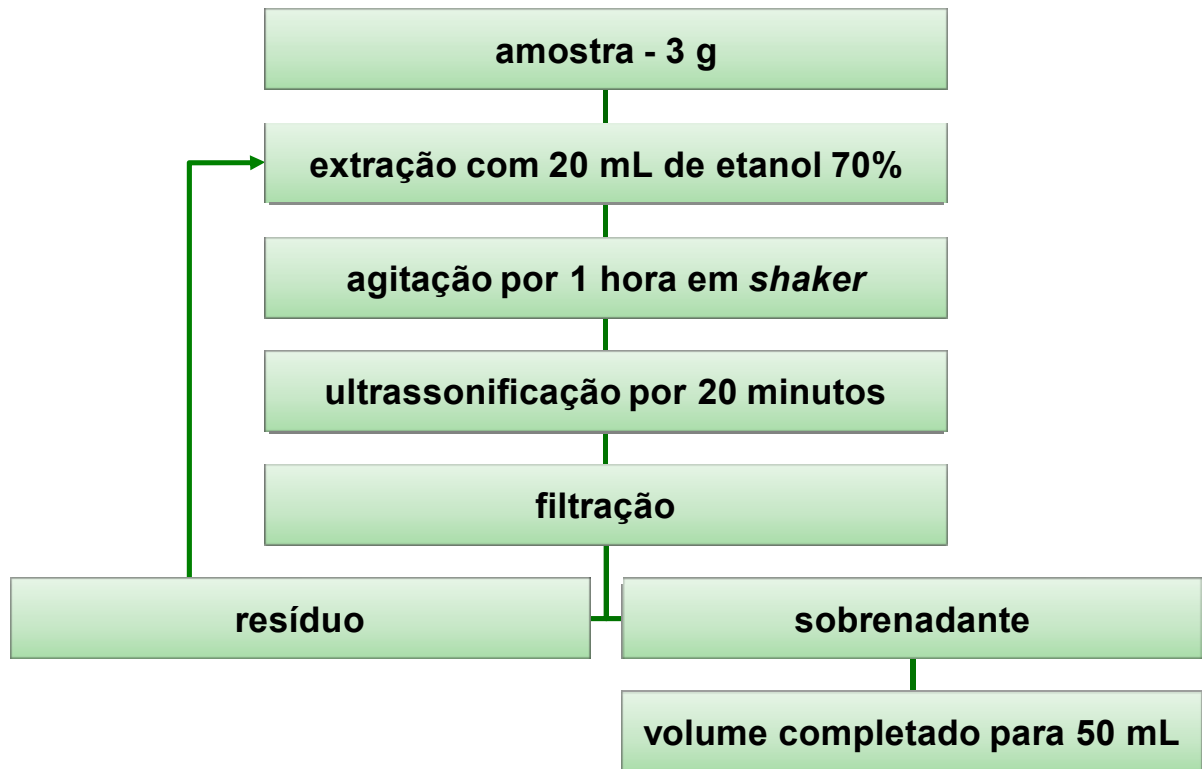 amostra - 3 g
extração com 20 mL de etanol 70%
agitação por 1 hora em shaker
ultrassonificação por 20 minutos
filtração
resíduo
sobrenadante
volume completado para 50 mL